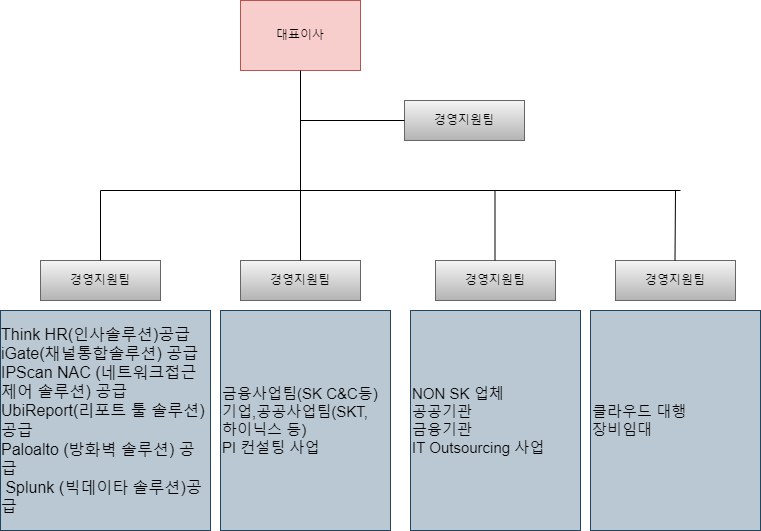 대표이사
경영지원팀
경영지원팀
경영지원팀
경영지원팀
경영지원팀
Think HR(인사솔루션)공급
iGate(채널통합솔루션) 공급
IPScan NAC (네트워크접근
제어 솔루션) 공급
UbiReport(리포트 툴 솔루션)
공급
Paloalto (방화벽 솔루션) 공
급
Splunk (빅데이타 솔루션)공
급
금융사업팀(SK C&C등)
기업,공공사업팀(SKT,
하이닉스 등)
PI 컨설팅 사업
NON SK 업체
공공기관
금융기관
IT Outsourcing 사업
클라우드 대행
장비임대